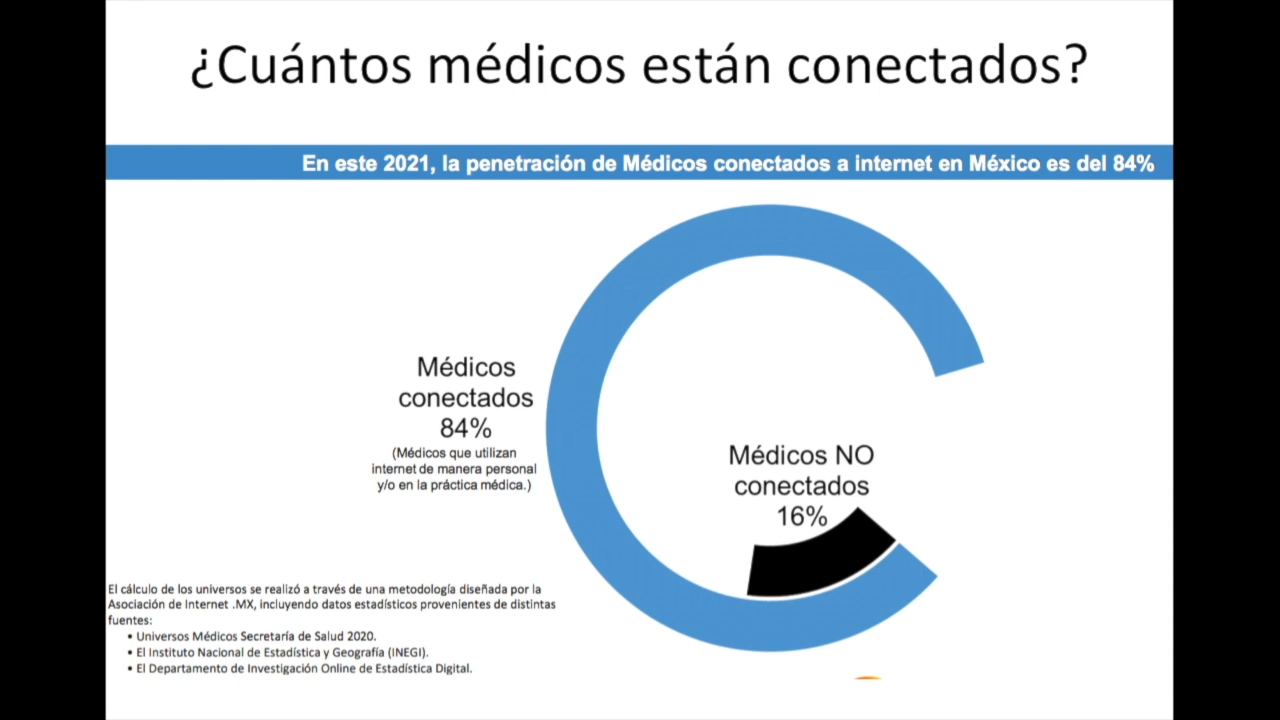 ¿Cuántos médicos están conectados?
En este 2021, la penetración de Médicos conectados a internet en México es del 84%
Médicos
conectados
84%
(Médicos que utilizan
internet de manera personal
y/o en la práctica médica.)
Médicos NO
conectados
16%
El cálculo de los universos se realizó a través de una metodología diseñada por la
Asociación de Internet .MX, incluyendo datos estadísticos provenientes de distintas
fuentes:
• Universos Médicos Secretaría de Salud 2020.
• El Instituto Nacional de Estadística y Geografía (INEGI).
• El Departamento de Investigación Online de Estadística Digital.